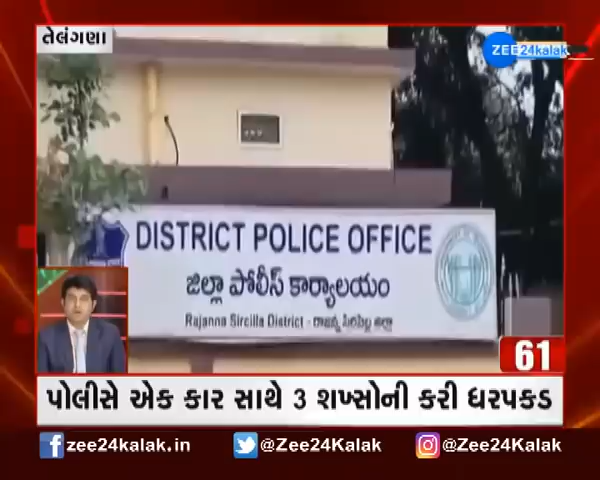 તેલંગણા
ZEE24kalak
DISTRICT POLICE OFFICE
జిల్లా పోలీస్ కార్యాలయం
Rajanna Sircilla District - రాజన్న సిరిసిల్ల జిల్లా
61
પોલીસે એક કાર સાથે 3 શખ્સોની કરી ધરપકડ
zee24kalak.in
@Zee24Kalak
@Zee24Kalak